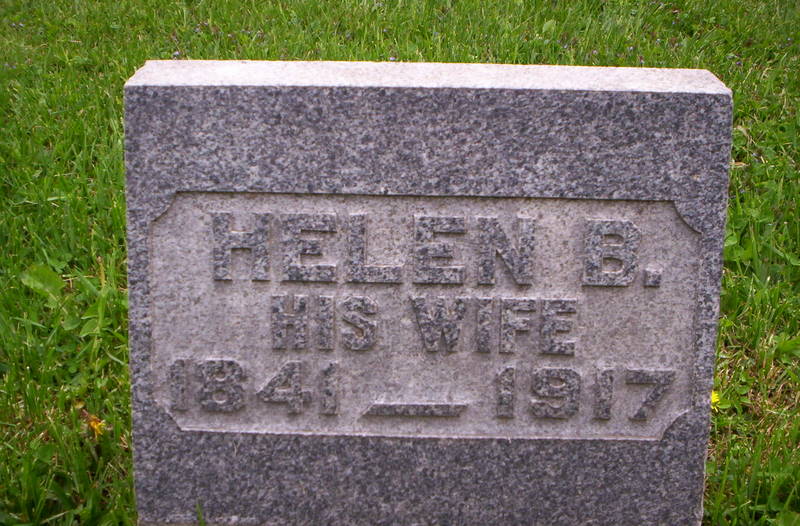 HELEN B.
HIS WIFE
1841 — 1917